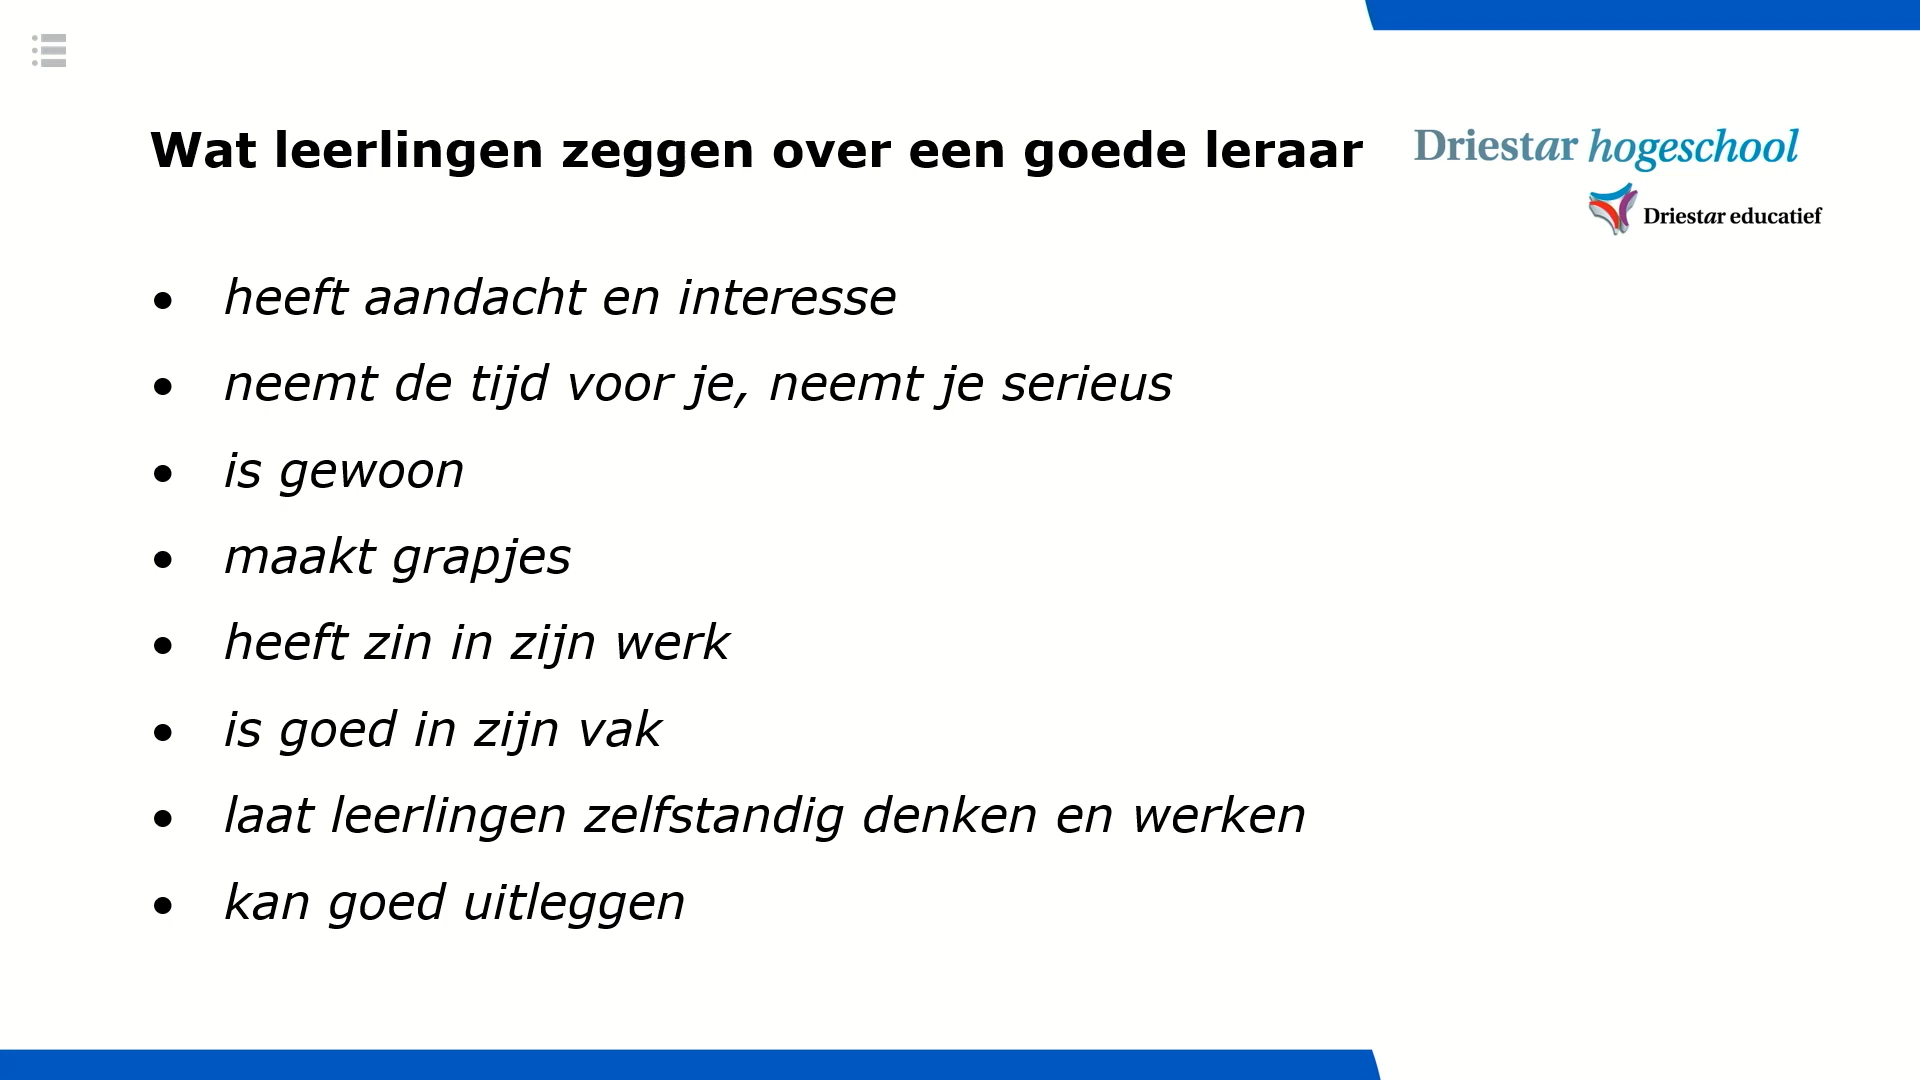 Wat leerlingen zeggen over een goede leraar
Driestar hogeschool
Driestar educatief
• heeft aandacht en interesse
• neemt de tijd voor je, neemt je serieus
• is gewoon
• maakt grapjes
• heeft zin in zijn werk
• is goed in zijn vak
• laat leerlingen zelfstandig denken en werken
• kan goed uitleggen